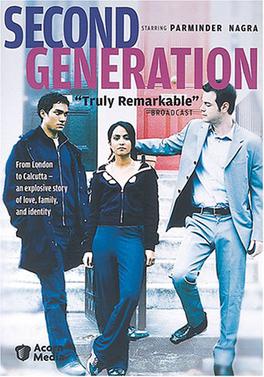 SECOND
STARRING PARMINDER NAGRA
GENERATION
"Truly Remarkable"
—BROADCAST
From London
to Calcutta –
an explosive story
of love, family,
and identity
Acorn
Media